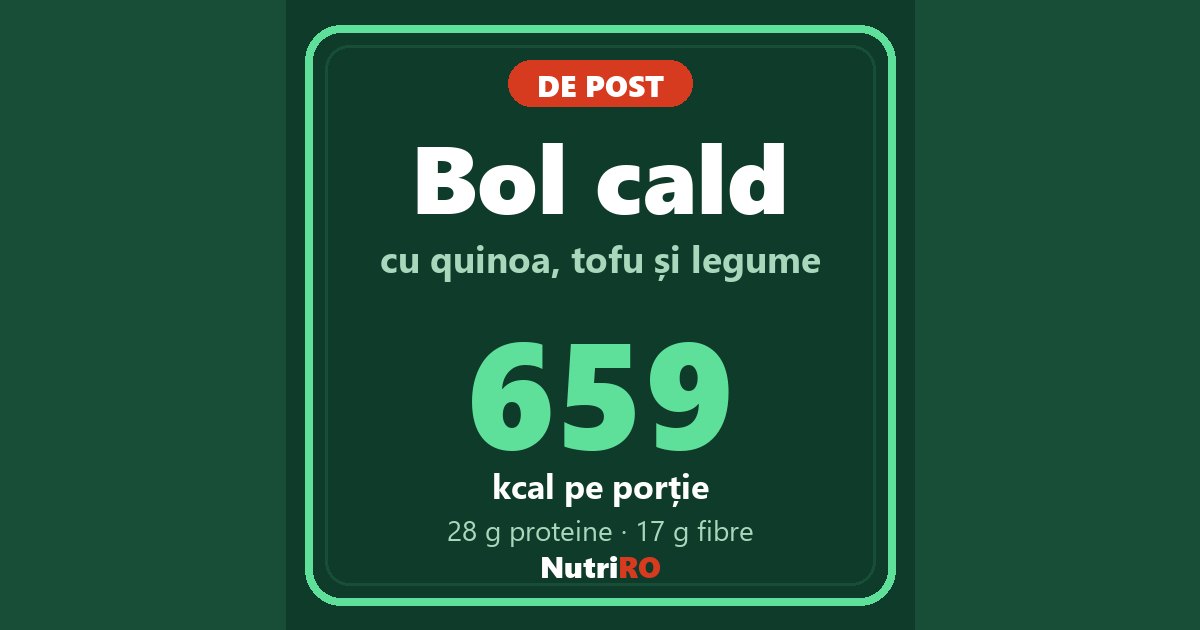 DE POST
Bol cald
cu quinoa, tofu și legume
659
kcal pe porție
28 g proteine · 17 g fibre
NutriRO